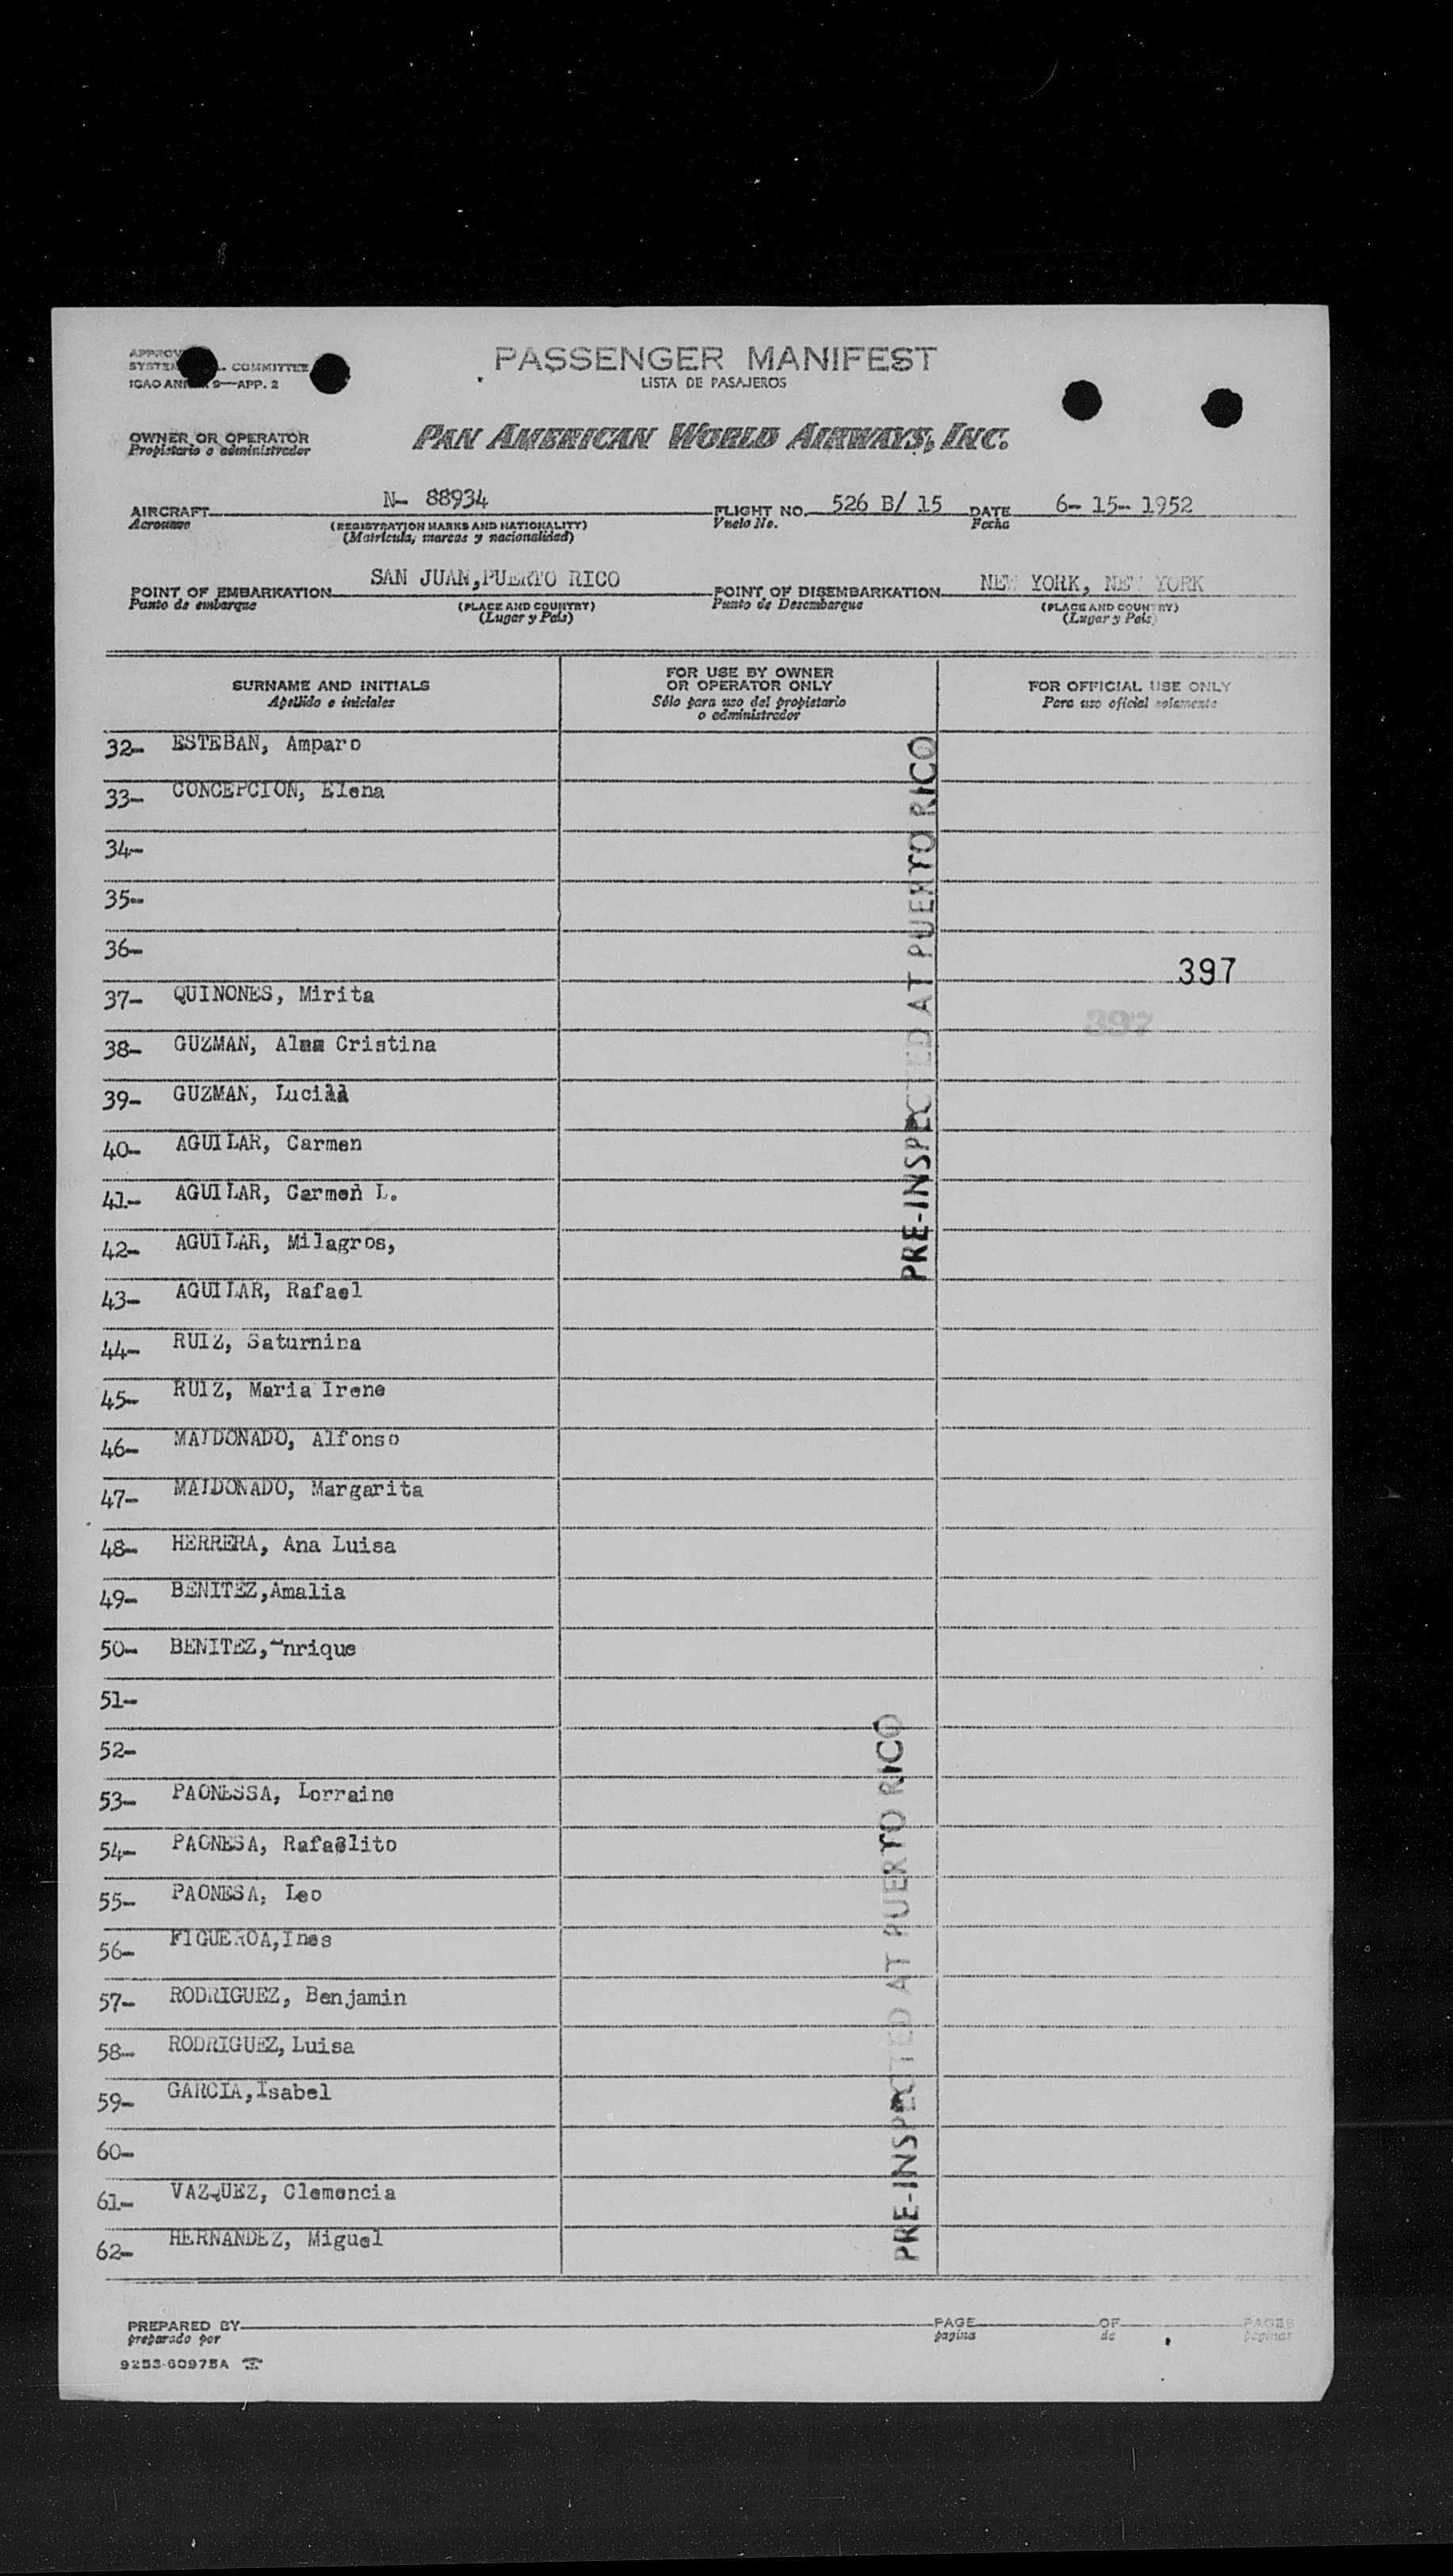 PASSENGER MANIFEST
LISTA DE PASAJEROS
COMMITTEE
9—APP. 2
OWNER OR OPERATOR
Propietario o administrador
PAN AMERICAN WORLD AIRWAYS, INC.
AIRCRAFT N- 88934 FLIGHT NO. 526 B/ 15 DATE 6- 15- 1952
Aeronave (REGISTRATION MARKS AND NATIONALITY) Vuelo No. Fecha
(Matrícula, marcas y nacionalidad)
POINT OF EMBARKATION SAN JUAN,PUERTO RICO POINT OF DISEMBARKATION NEW YORK, NEW YORK
Punto de embarque (PLACE AND COUNTRY) Punto de Desembarque (PLACE AND COUNTRY)
(Lugar y País) (Lugar y País)
SURNAME AND INITIALS
Apellido e iniciales
FOR USE BY OWNER
OR OPERATOR ONLY
Sólo para uso del propietario
o administrador
FOR OFFICIAL USE ONLY
Para uso oficial solamente
32- ESTEBAN, Amparo
33- CONCEPCION, Elena
34-
35-
36-
397
37- QUINONES, Mirita
397
38- GUZMAN, Cristina
39- GUZMAN,
40- AGUILAR, Carmen
41- AGUILAR, Carmen L.
42- AGUILAR, Milagros,
43- AGUILAR, Rafael
44- RUIZ, Saturnina
45- RUIZ, Maria Irene
46- MALDONADO, Alfonso
47- MALDONADO, Margarita
48- HERRERA, Ana Luisa
49- BENITEZ,Amalia
50- BENITEZ,Enrique
51-
52-
53- PAONESSA, Lorraine
54- PAONESA, Rafaelito
55- PAONESA, Leo
56- FIGUEROA,Ines
57- RODRIGUEZ, Benjamin
58- RODRIGUEZ,Luisa
59- GARCIA,Isabel
60-
61- VAZQUEZ, Clemencia
62- HERNANDEZ, Miguel
PRE-INSPECTED AT PUERTO RICO
PRE-INSPECTED AT PUERTO RICO
PREPARED BY PAGE OF PAGES
preparado por pagina de paginas
9253-60975A